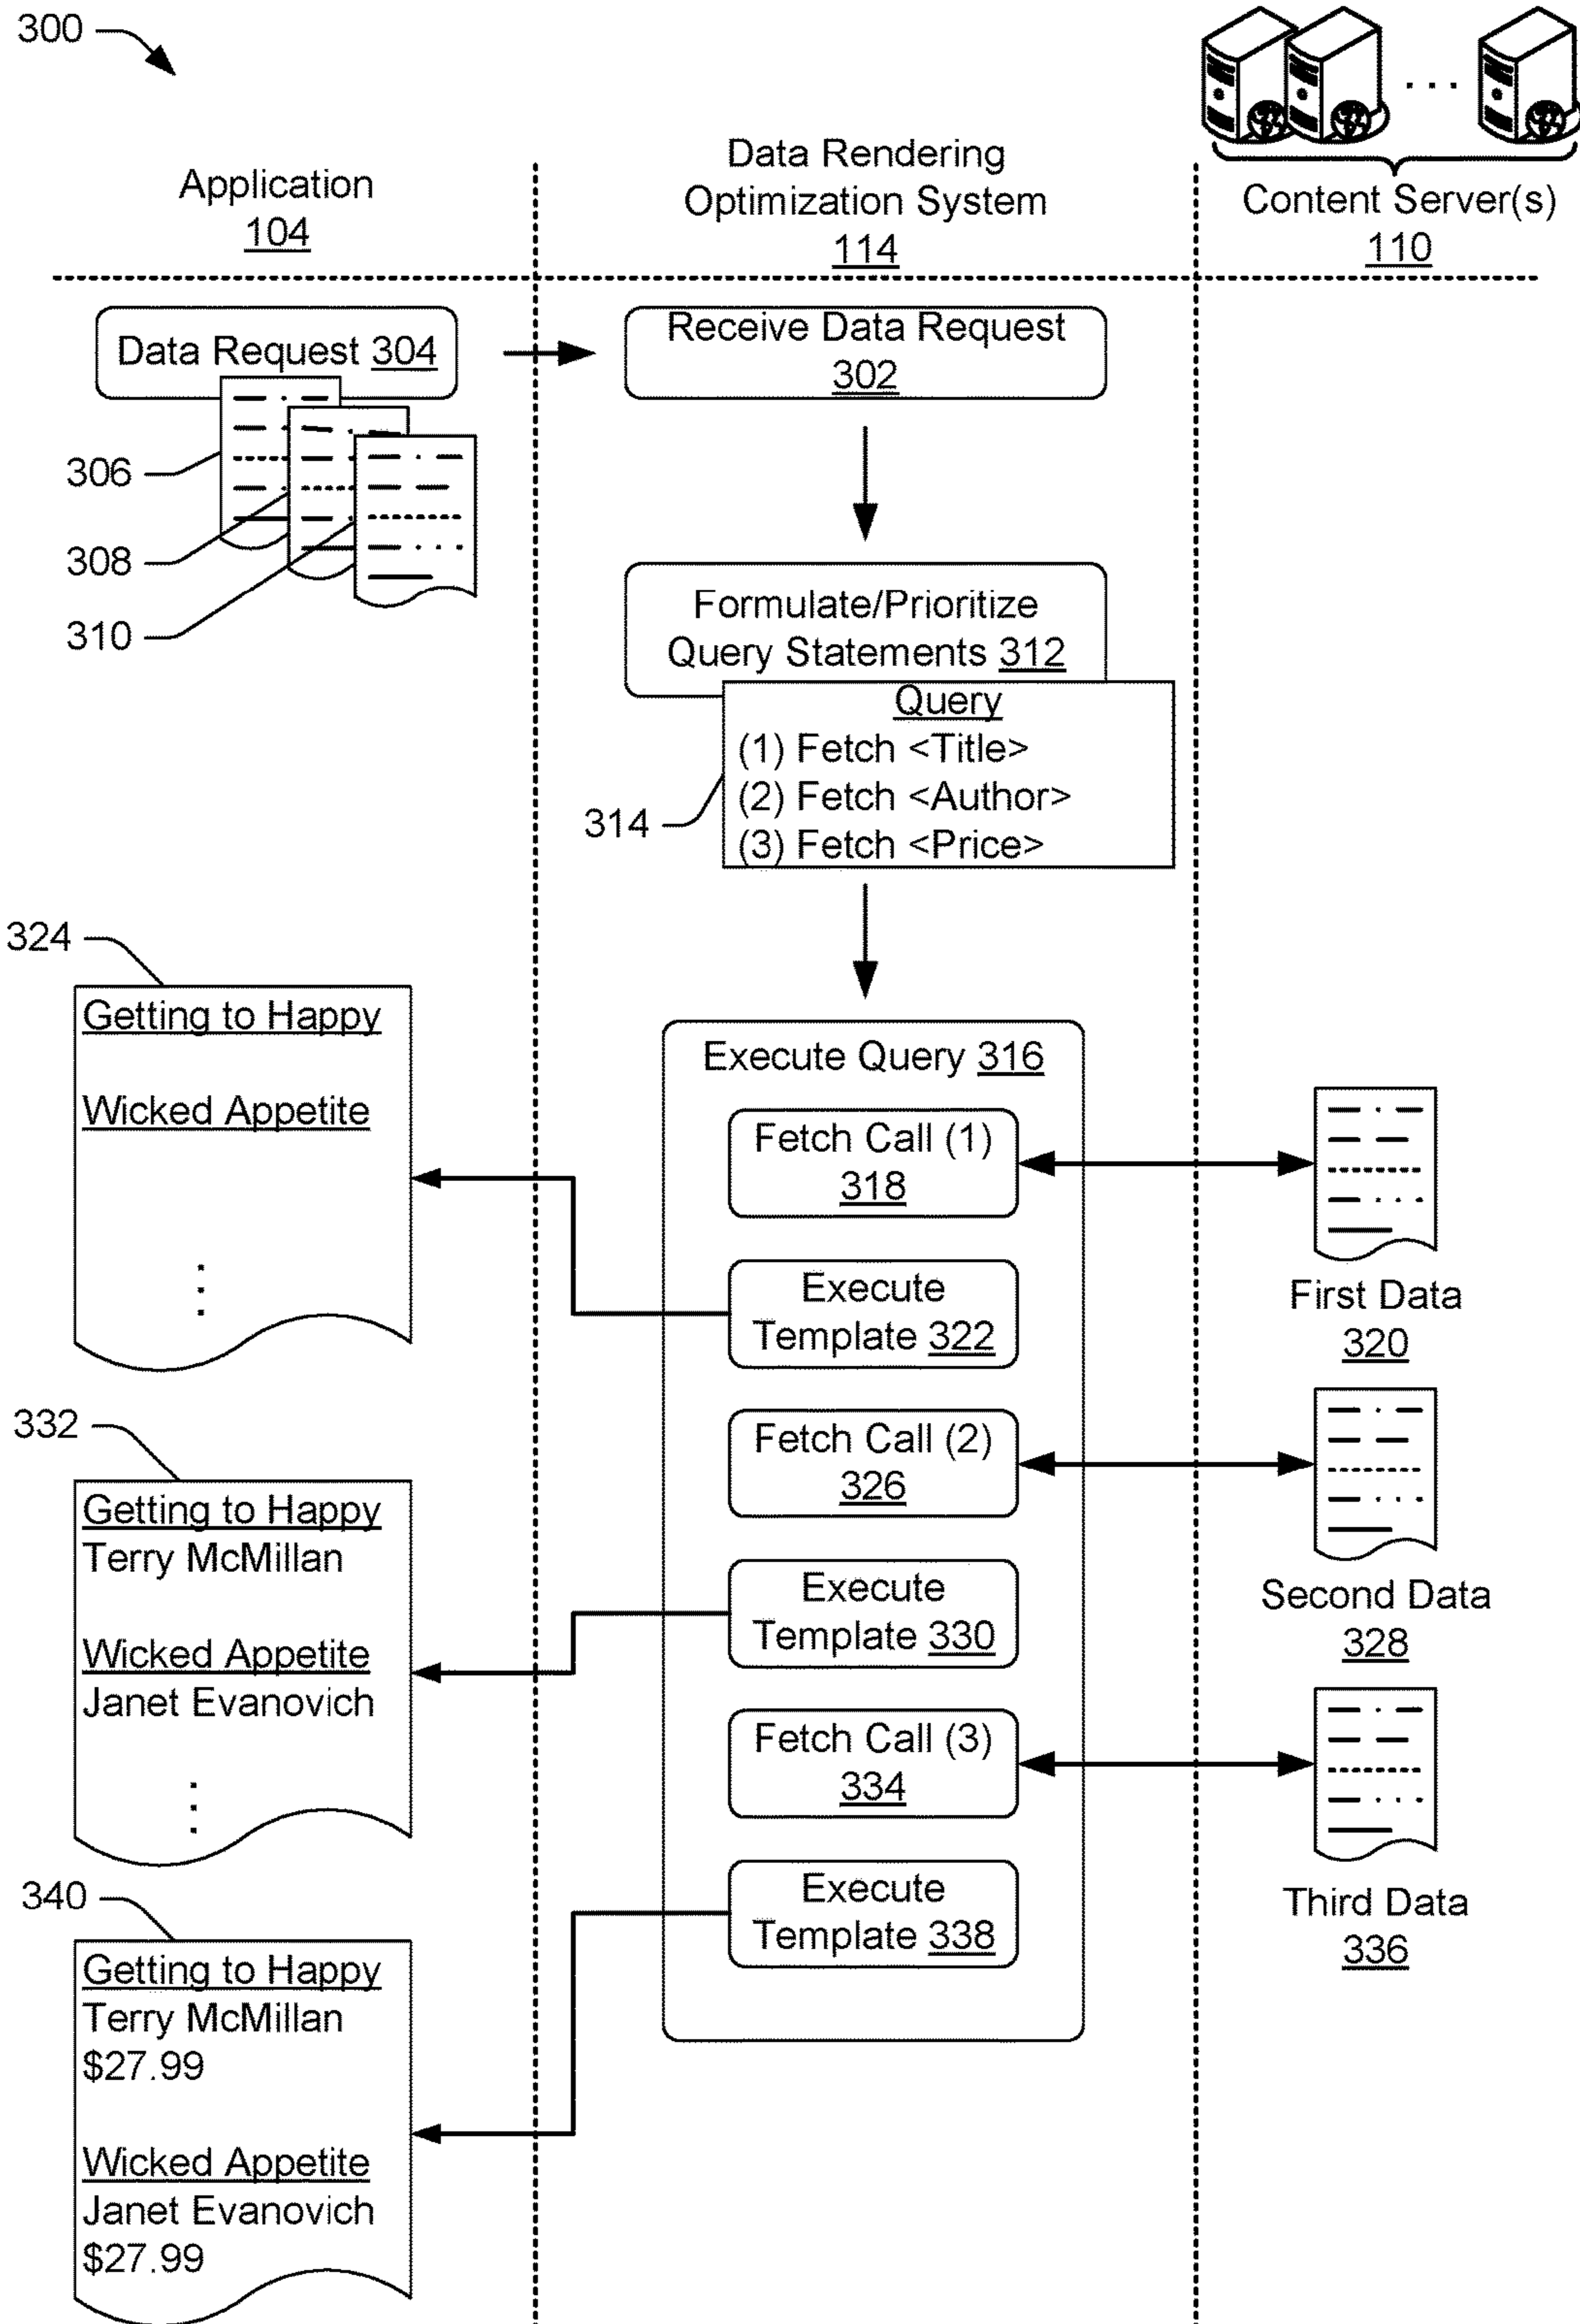 300
Application
104
Data Rendering
Optimization System
114
. . .
Content Server(s)
110
Data Request 304
306
308
310
Receive Data Request
302
Formulate/Prioritize
Query Statements 312
Query
(1) Fetch <Title>
(2) Fetch <Author>
(3) Fetch <Price>
314
Execute Query 316
Fetch Call (1)
318
Execute
Template 322
Fetch Call (2)
326
Execute
Template 330
Fetch Call (3)
334
Execute
Template 338
324
Getting to Happy
Wicked Appetite
332
Getting to Happy
Terry McMillan
Wicked Appetite
Janet Evanovich
340
Getting to Happy
Terry McMillan
$27.99
Wicked Appetite
Janet Evanovich
$27.99
First Data
320
Second Data
328
Third Data
336